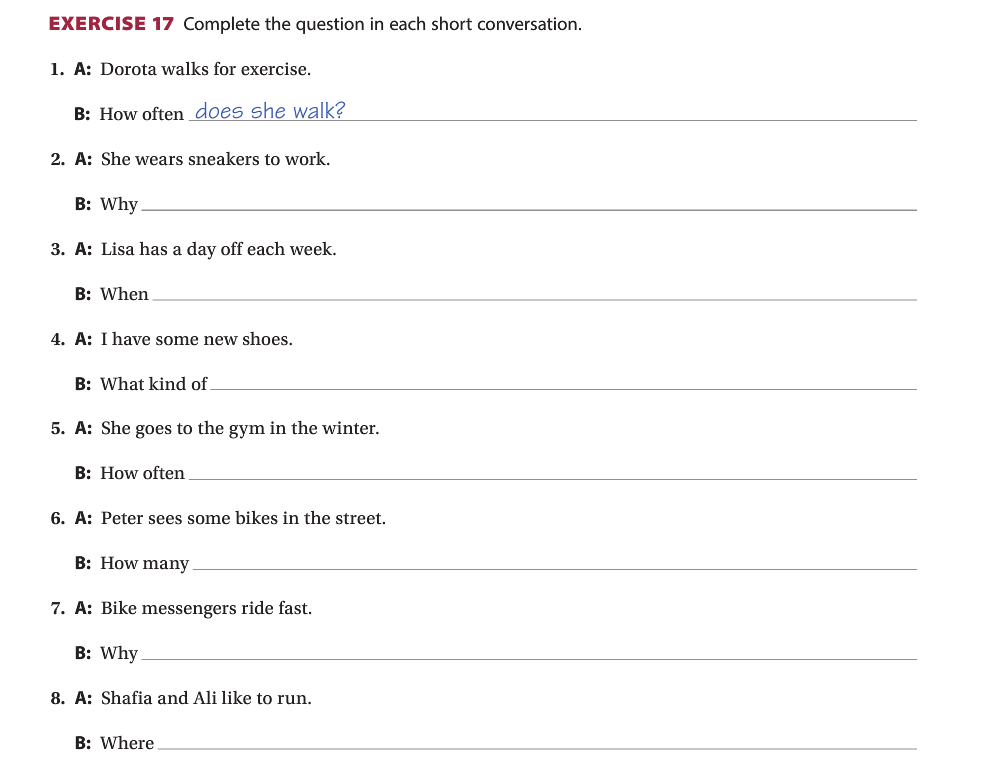 EXERCISE 17 Complete the question in each short conversation.
1. A: Dorota walks for exercise.
B: How often does she walk?
2. A: She wears sneakers to work.
B: Why
3. A: Lisa has a day off each week.
B: When
4. A: I have some new shoes.
B: What kind of
5. A: She goes to the gym in the winter.
B: How often
6. A: Peter sees some bikes in the street.
B: How many
7. A: Bike messengers ride fast.
B: Why
8. A: Shafia and Ali like to run.
B: Where